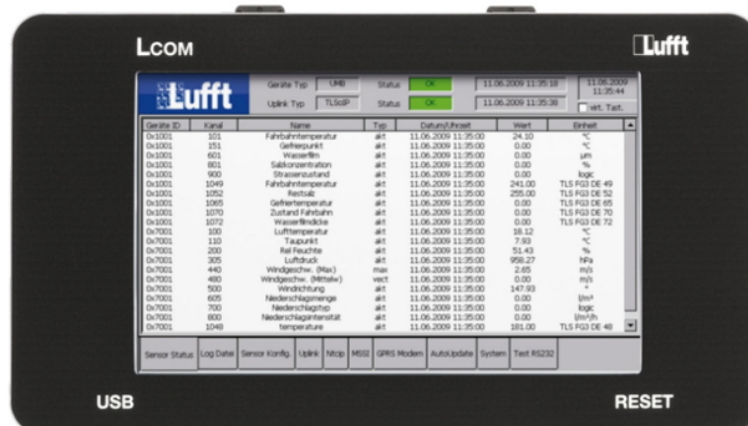 LCOM
Lufft
Lufft
Geräte Typ UMB Status OK 11.06.2009 11:35:18 11.06.2009 11:35:44
Uplink Typ TLSoIP Status OK 11.06.2009 11:35:38 virt. Tast.
Geräte ID Kanal Name Typ Datum/Uhrzeit Wert Einheit
0x1001 101 Fahrbahntemperatur akt 11.06.2009 11:35:00 24.10 °C
0x1001 151 Gefrierpunkt akt 11.06.2009 11:35:00 0.00 °C
0x1001 601 Wasserfilm akt 11.06.2009 11:35:00 0.00 µm
0x1001 801 Salzkonzentration akt 11.06.2009 11:35:00 0.00 %
0x1001 900 Strassenzustand akt 11.06.2009 11:35:00 0.00 logic
0x1001 1049 Fahrbahntemperatur akt 11.06.2009 11:35:00 241.00 TLS FG3 DE 49
0x1001 1052 Restsalz akt 11.06.2009 11:35:00 255.00 TLS FG3 DE 52
0x1001 1065 Gefriertemperatur akt 11.06.2009 11:35:00 0.00 TLS FG3 DE 65
0x1001 1070 Zustand Fahrbahn akt 11.06.2009 11:35:00 0.00 TLS FG3 DE 70
0x1001 1072 Wasserfilmdicke akt 11.06.2009 11:35:00 0.00 TLS FG3 DE 72
0x7001 100 Lufttemperatur akt 11.06.2009 11:35:00 18.12 °C
0x7001 110 Taupunkt akt 11.06.2009 11:35:00 7.93 °C
0x7001 200 Rel Feuchte akt 11.06.2009 11:35:00 51.43 %
0x7001 305 Luftdruck akt 11.06.2009 11:35:00 958.27 hPa
0x7001 440 Windgeschw. (Max) max 11.06.2009 11:35:00 2.65 m/s
0x7001 480 Windgeschw. (Mittelw) vect 11.06.2009 11:35:00 0.00 m/s
0x7001 500 Windrichtung akt 11.06.2009 11:35:00 147.93 °
0x7001 605 Niederschlagsmenge akt 11.06.2009 11:35:00 0.00 l/m²
0x7001 700 Niederschlagstyp akt 11.06.2009 11:35:00 0.00 logic
0x7001 800 Niederschlagsintensität akt 11.06.2009 11:35:00 0.00 l/m²/h
0x7001 1048 temperature akt 11.06.2009 11:35:00 181.00 TLS FG3 DE 48
Sensor Status Log Datei Sensor Konfig. Uplink Ntcip MSSI GPRS Modem AutoUpdate System Test RS232
USB RESET